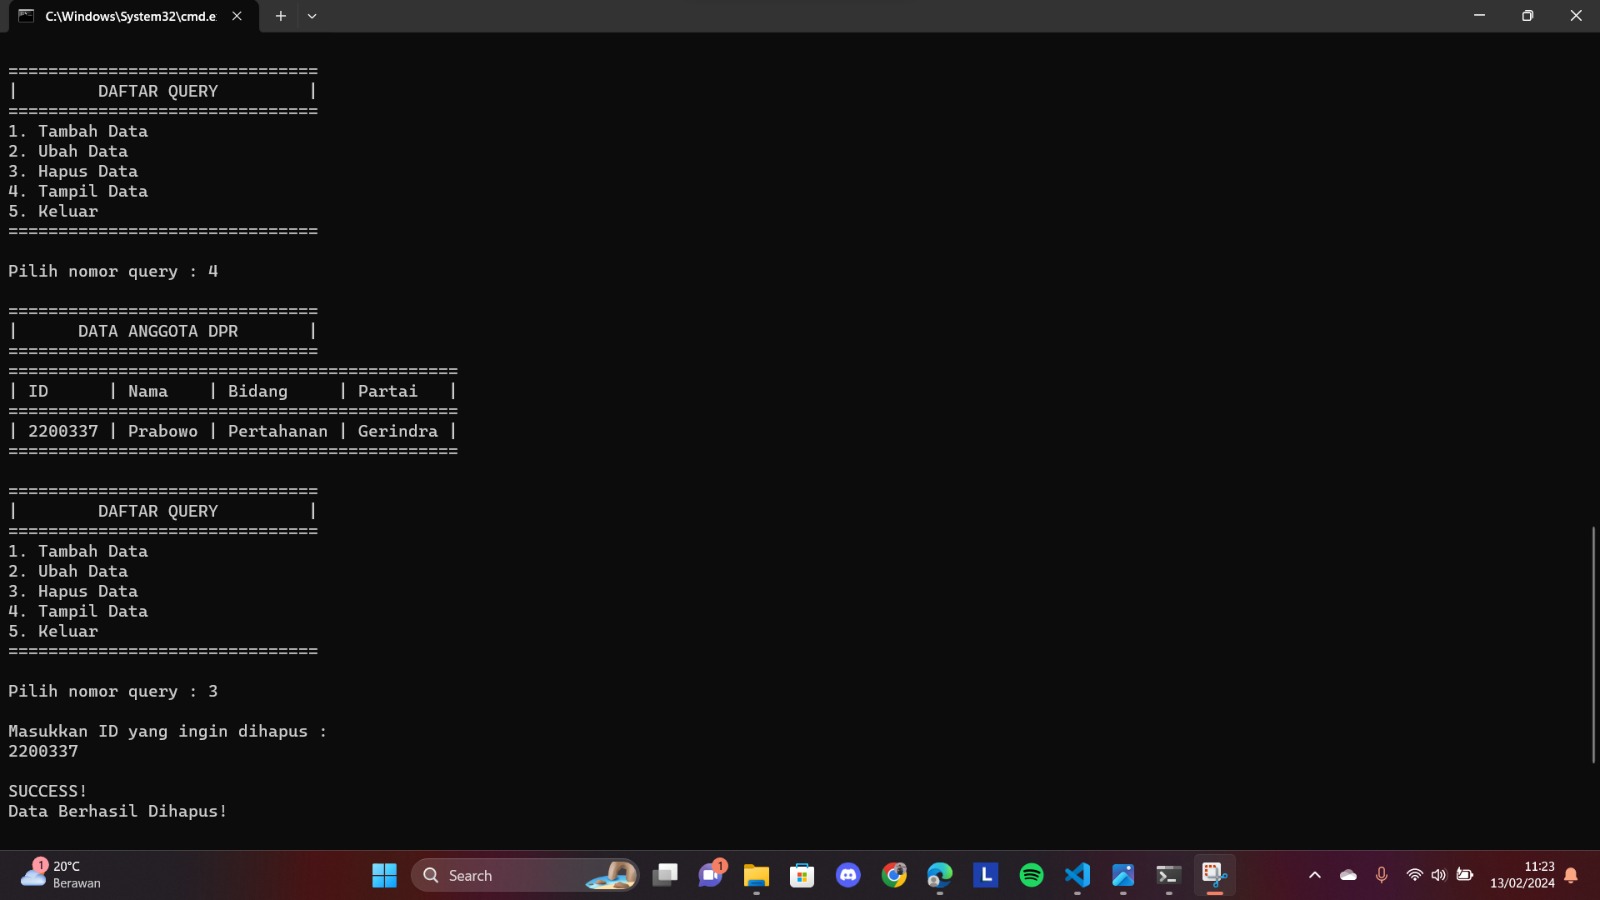 C:\Windows\System32\cmd.e
==============================
|        DAFTAR QUERY         |
==============================
1. Tambah Data
2. Ubah Data
3. Hapus Data
4. Tampil Data
5. Keluar
===============================
Pilih nomor query : 4
===============================
|      DATA ANGGOTA DPR       |
===============================
=============================================
| ID      | Nama    | Bidang     | Partai   |
=============================================
| 2200337 | Prabowo | Pertahanan | Gerindra |
=============================================
===============================
|        DAFTAR QUERY         |
===============================
1. Tambah Data
2. Ubah Data
3. Hapus Data
4. Tampil Data
5. Keluar
===============================
Pilih nomor query : 3
Masukkan ID yang ingin dihapus :
2200337
SUCCESS!
Data Berhasil Dihapus!
1
20°C
Berawan
Search
1
L
11:23
13/02/2024